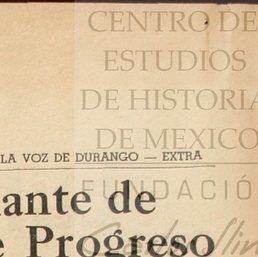 CENTRO DE
ESTUDIOS
DE HISTORIA
DE MEXICO
LA VOZ DE DURANGO — EXTRA
FUNDACIÓ
ante de
Progreso